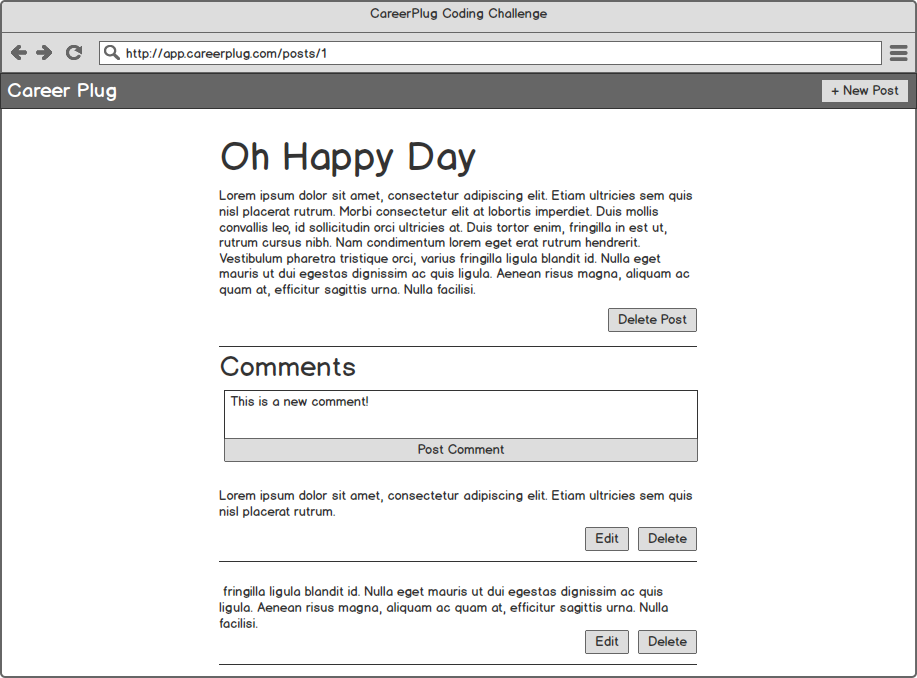 CareerPlug Coding Challenge
http://app.careerplug.com/posts/1
Career Plug
+ New Post
Oh Happy Day
Lorem ipsum dolor sit amet, consectetur adipiscing elit. Etiam ultricies sem quis
nisl placerat rutrum. Morbi consectetur elit at lobortis imperdiet. Duis mollis
convallis leo, id sollicitudin orci ultricies at. Duis tortor enim, fringilla in est ut,
rutrum cursus nibh. Nam condimentum lorem eget erat rutrum hendrerit.
Vestibulum pharetra tristique orci, varius fringilla ligula blandit id. Nulla eget
mauris ut dui egestas dignissim ac quis ligula. Aenean risus magna, aliquam ac
quam at, efficitur sagittis urna. Nulla facilisi.
Delete Post
Comments
This is a new comment!
Post Comment
Lorem ipsum dolor sit amet, consectetur adipiscing elit. Etiam ultricies sem quis
nisl placerat rutrum.
Edit Delete
fringilla ligula blandit id. Nulla eget mauris ut dui egestas dignissim ac quis
ligula. Aenean risus magna, aliquam ac quam at, efficitur sagittis urna. Nulla
facilisi.
Edit Delete